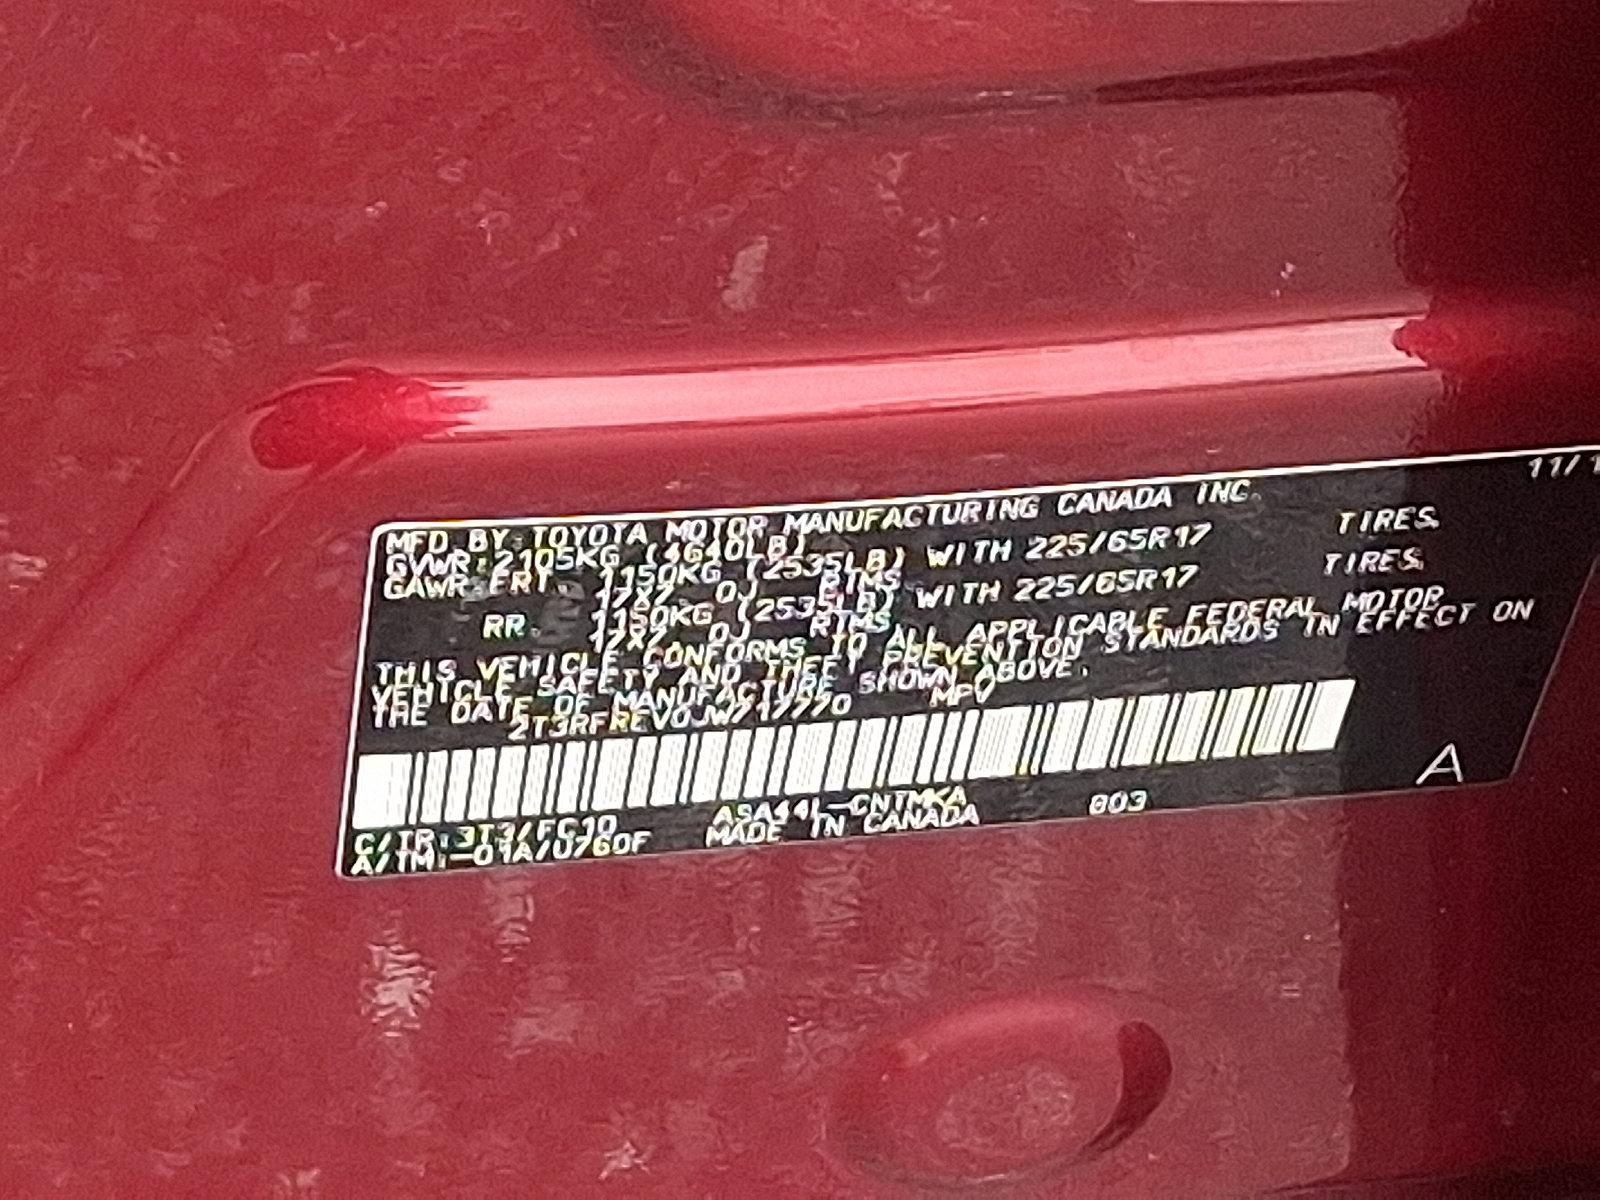 11/1
MFD. BY: TOYOTA MOTOR MANUFACTURING CANADA INC.
GVWR: 2105KG (4640LB)
GAWR FRT. 1150KG (2535LB) WITH 225/65R17 TIRES,
17X7.0J RIMS
RR. 1150KG (2535LB) WITH 225/65R17 TIRES,
17X7.0J RIMS
THIS VEHICLE CONFORMS TO ALL APPLICABLE FEDERAL MOTOR
VEHICLE SAFETY AND THEFT PREVENTION STANDARDS IN EFFECT ON
THE DATE OF MANUFACTURE SHOWN ABOVE.
2T3RFREV0JW717770 MPV
A
C/TR: 3T3/FC10 ASA44L-CNTMKA 003
A/TM: -01A/U760F MADE IN CANADA